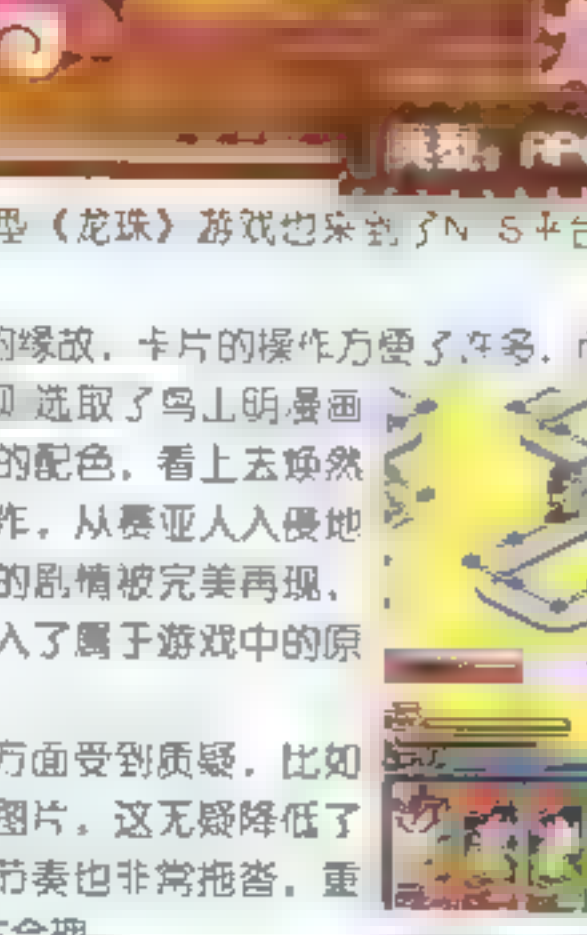 型《龙珠》游戏也来到了NDS平台
的缘故，卡片的操作方便了许多，
选取了鸟山明漫画
的配色，看上去焕然
作，从赛亚人入侵地
的剧情被完美再现，
入了属于游戏中的原
方面受到质疑，比如
图片，这无疑降低了
节奏也非常拖沓，重
合理